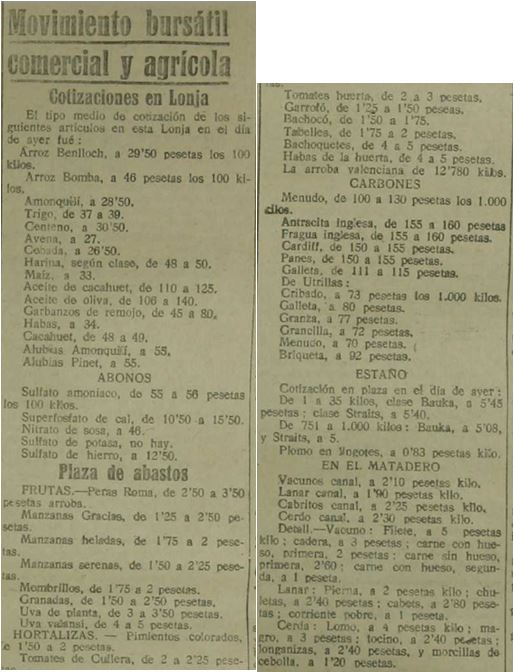 Movimiento bursátil
comercial y agrícola
Cotizaciones en Lonja
El tipo medio de cotización de los si-
guientes artículos en esta Lonja en el día
de ayer fué:
Arroz Benlloch, a 29'50 pesetas los 100
kilos.
Arroz Bomba, a 46 pesetas los 100 ki-
los.
Amonquilí, a 28'50.
Trigo, de 37 a 39.
Centeno, a 30'50.
Avena, a 27.
Cebada, a 26'50.
Harina, según clase, de 48 a 50.
Maíz, a 33.
Aceite de cacahuet, de 110 a 125.
Aceite de oliva, de 106 a 140.
Garbanzos de remojo, de 45 a 80.
Habas, a 34.
Cacahuet, de 48 a 49.
Alubias Amonquilí, a 55.
Alubias Pinet, a 55.
ABONOS
Sulfato amoníaco, de 55 a 56 pesetas
los 100 kilos.
Superfosfato de cal, de 10'50 a 15'50.
Nitrato de sosa, a 46.
Sulfato de potasa, no hay.
Sulfato de hierro, a 12'50.
Plaza de abastos
FRUTAS.—Peras Roma, de 2'50 a 3'50
pesetas arroba.
Manzanas Gracias, de 1'25 a 2'50 pe-
setas.
Manzanas heladas, de 1'75 a 2 pese-
tas.
Manzanas serenas, de 1'50 a 2'25 pese-
tas.
Membrillos, de 1'75 a 2 pesetas.
Granadas, de 1'50 a 2'50 pesetas.
Uva de planta, de 3 a 3'50 pesetas.
Uva valansí, de 4 a 5 pesetas.
HORTALIZAS. — Pimientos colorados,
de 1'50 a 2 pesetas.
Tomates de Cullera, de 2 a 2'25 pese-
tas.
Tomates huerta, de 2 a 3 pesetas.
Garrofó, de 1'25 a 1'50 pesetas.
Bachocó, de 1'50 a 1'75.
Tabelles, de 1'75 a 2 pesetas.
Bachoquetes, de 4 a 5 pesetas.
Habas de la huerta, de 4 a 5 pesetas.
La arroba valenciana de 12'780 kilos.
CARBONES
Menudo, de 100 a 130 pesetas los 1.000
kilos.
Antracita inglesa, de 155 a 160 pesetas
Fragua inglesa, de 155 a 160 pesetas.
Cardiff, de 150 a 155 pesetas.
Panes, de 150 a 155 pesetas.
Galleta, de 111 a 115 pesetas.
De Utrillas:
Cribado, a 73 pesetas los 1.000 kilos.
Galleta, a 80 pesetas.
Granza, a 77 pesetas.
Grancilla, a 72 pesetas.
Menudo, a 70 pesetas.
Briqueta, a 92 pesetas.
ESTAÑO
Cotización en plaza en el día de ayer:
De 1 a 35 kilos, clase Bauka, a 5'45
pesetas; clase Straits, a 5'40.
De 751 a 1.000 kilos: Bauka, a 5'08,
y Straits, a 5.
Plomo en lingotes, a 0'83 pesetas kilo.
EN EL MATADERO
Vacunos canal, a 2'10 pesetas kilo.
Lanar canal, a 1'90 pesetas kilo.
Cabritos canal, a 2'25 pesetas kilo.
Cerdo canal, a 2'30 pesetas kilo.
Detall.—Vacuno: Filete, a 5 pesetas
kilo; cadera, a 3 pesetas; carne con hue-
so, primera, 2 pesetas; carne sin hueso,
primera, 2'60; carne con hueso, segun-
da, a 1 peseta.
Lanar: Pierna, a 2 pesetas kilo; chu-
letas, a 2'40 pesetas; cabets, a 2'80 pese-
tas; corriente pobre, a 1 peseta.
Cerda: Lomo, a 4 pesetas kilo; ma-
gro, a 3 pesetas; tocino, a 2'40 pesetas;
longanizas, a 2'40 pesetas, y morcillas de
cebolla, a 1'20 pesetas.